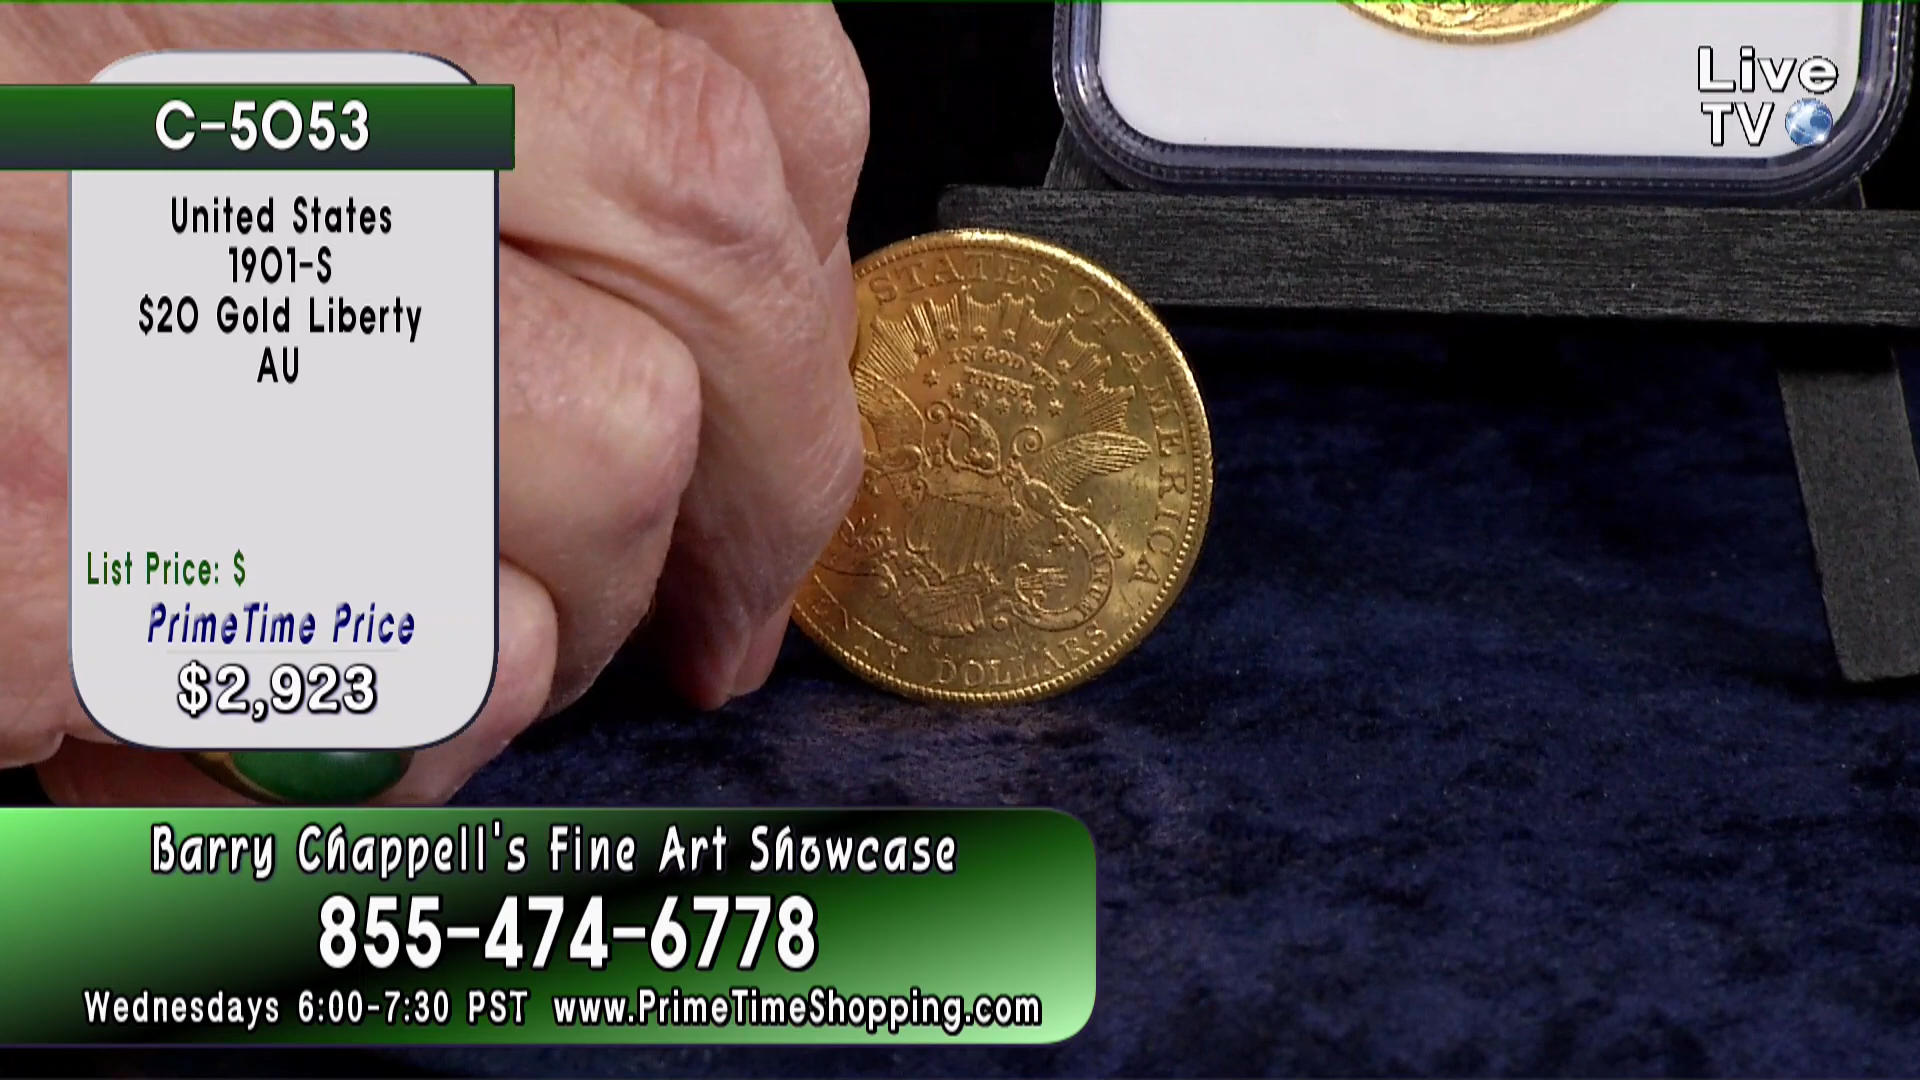 C-5053
United States
1901-S
$20 Gold Liberty
AU
List Price: $
PrimeTime Price
$2,923
Live
TV
STATES OF AMERICA
IN GOD WE
TRUST
DOLLARS
Barry Chappell's Fine Art Showcase
855-474-6778
Wednesdays 6:00-7:30 PST www.PrimeTimeShopping.com